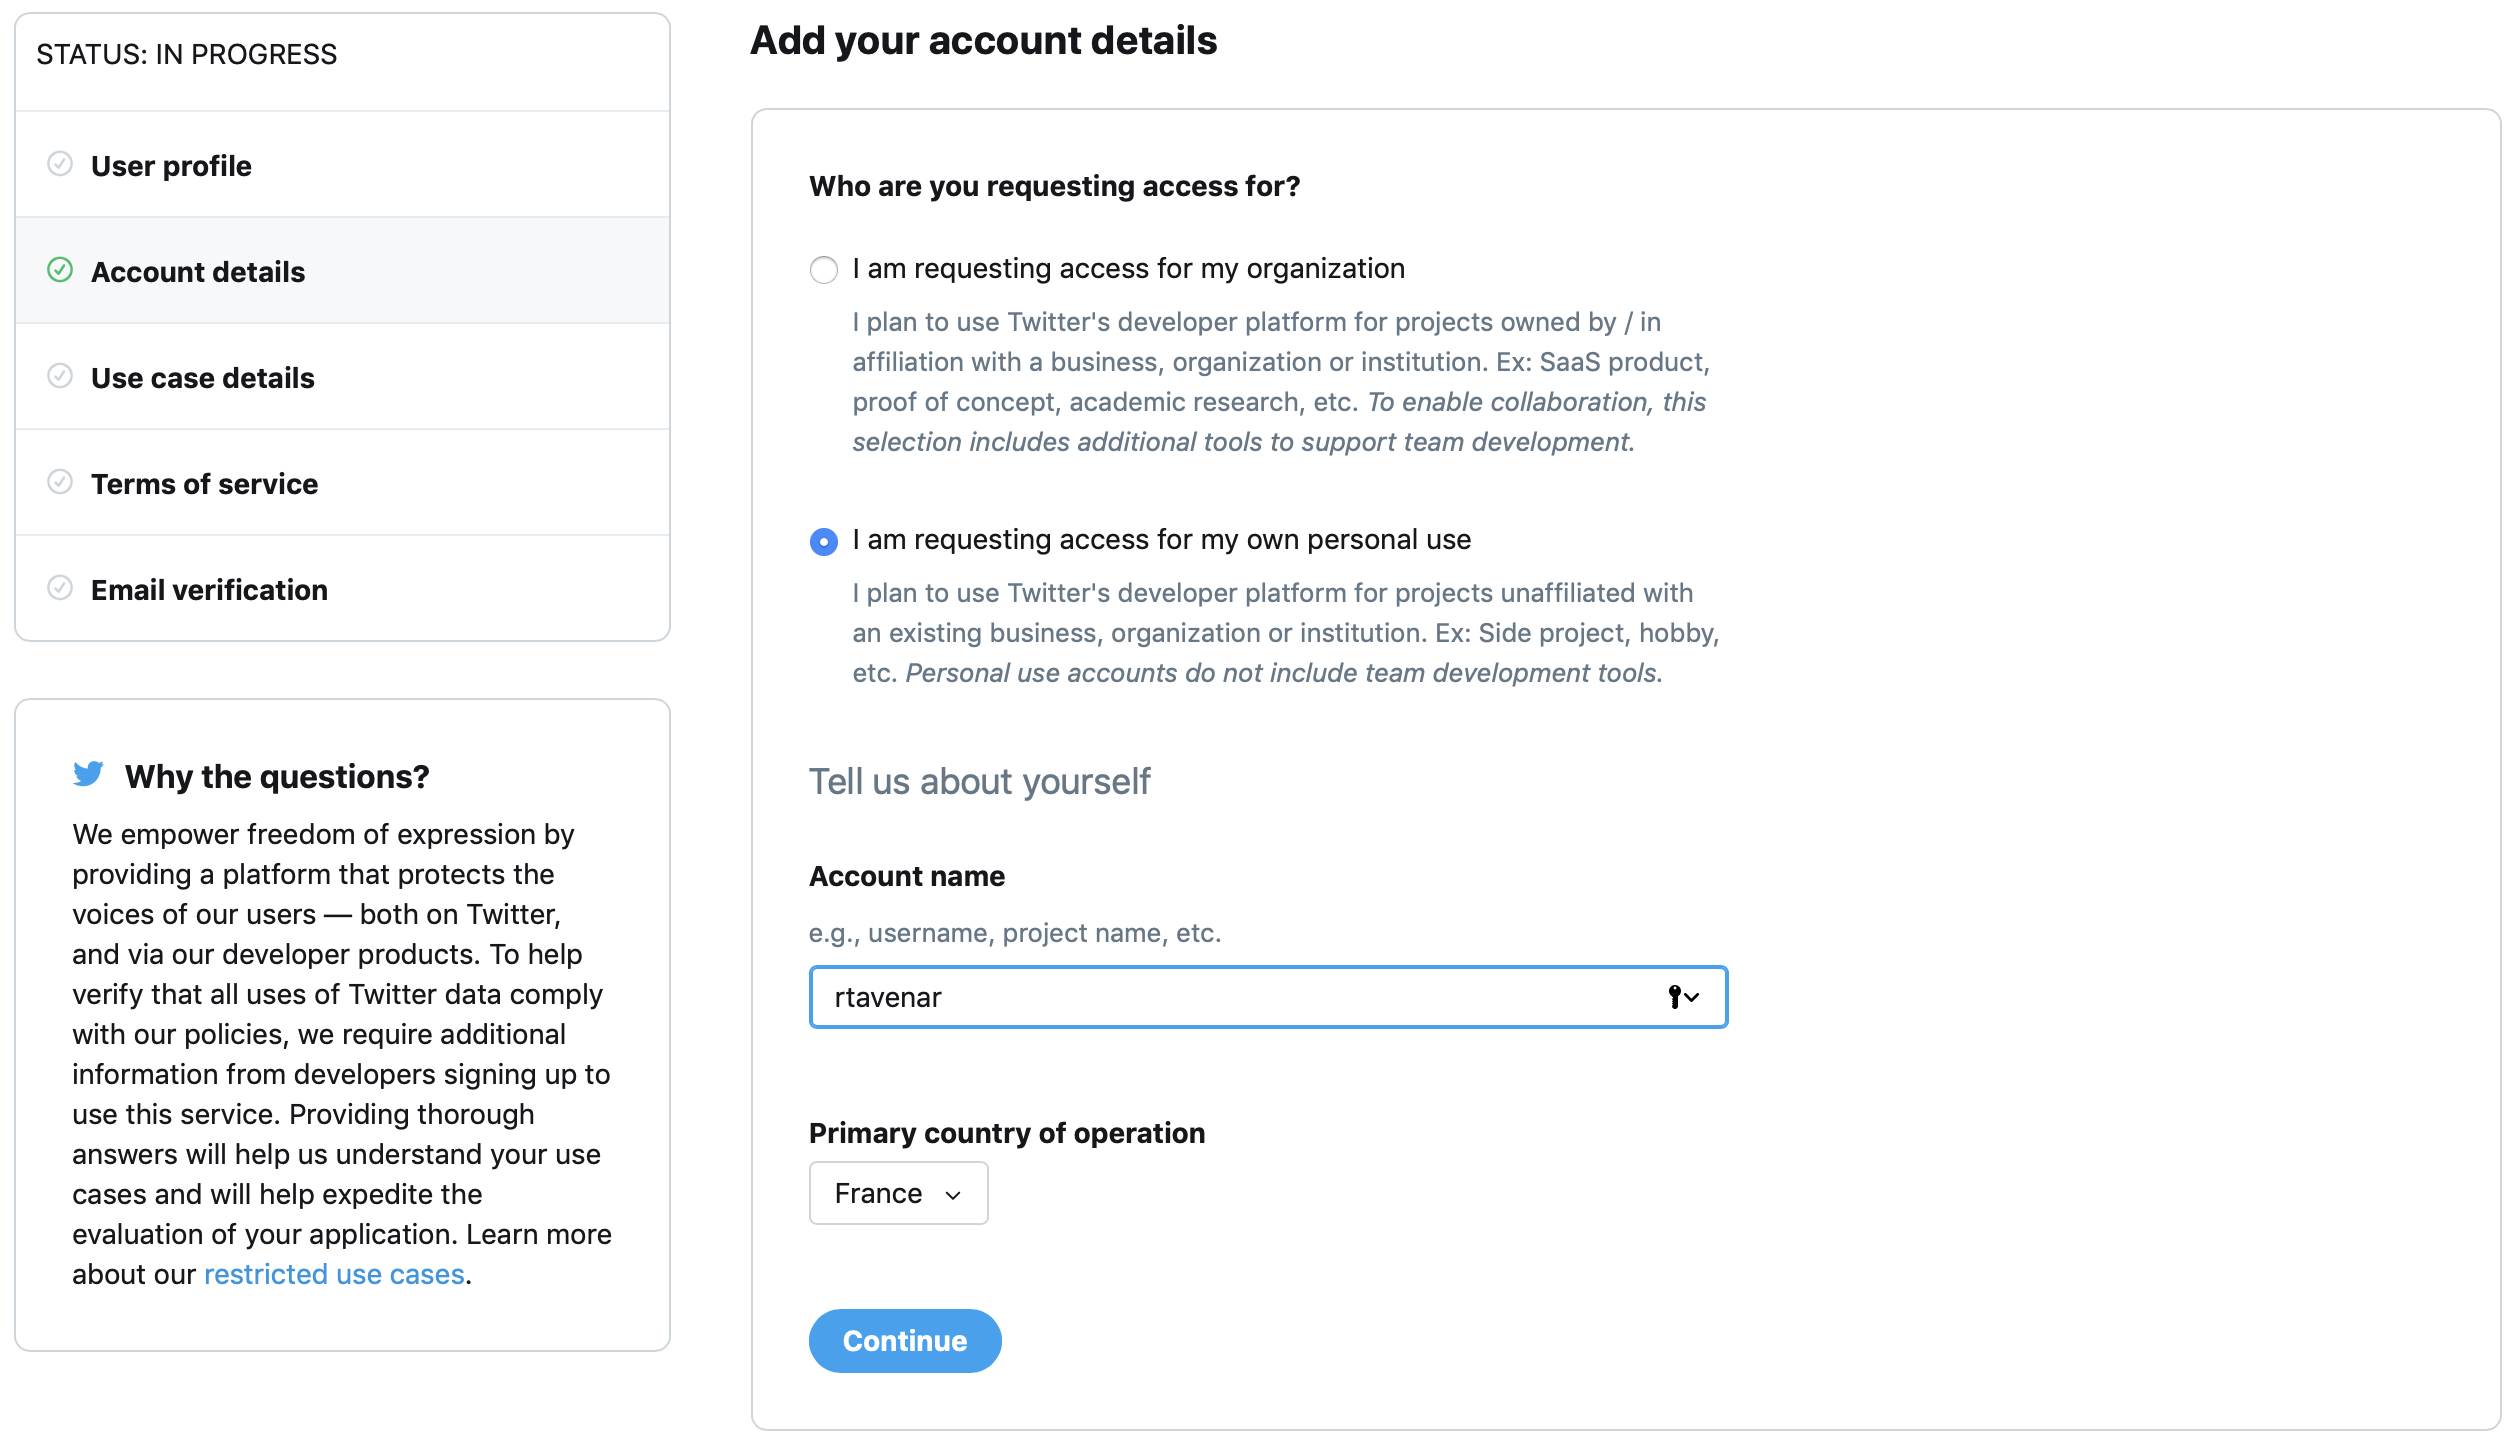 STATUS: IN PROGRESS
User profile
Account details
Use case details
Terms of service
Email verification
Why the questions?
We empower freedom of expression by
providing a platform that protects the
voices of our users — both on Twitter,
and via our developer products. To help
verify that all uses of Twitter data comply
with our policies, we require additional
information from developers signing up to
use this service. Providing thorough
answers will help us understand your use
cases and will help expedite the
evaluation of your application. Learn more
about our restricted use cases.
Add your account details
Who are you requesting access for?
I am requesting access for my organization
I plan to use Twitter's developer platform for projects owned by / in
affiliation with a business, organization or institution. Ex: SaaS product,
proof of concept, academic research, etc. To enable collaboration, this
selection includes additional tools to support team development.
I am requesting access for my own personal use
I plan to use Twitter's developer platform for projects unaffiliated with
an existing business, organization or institution. Ex: Side project, hobby,
etc. Personal use accounts do not include team development tools.
Tell us about yourself
Account name
e.g., username, project name, etc.
rtavenar
Primary country of operation
France
Continue